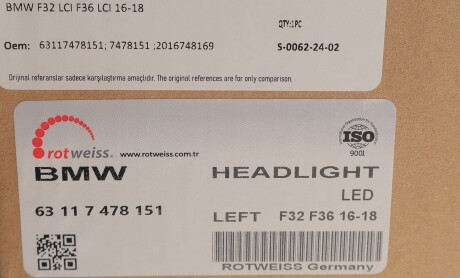 BMW F32 LCI F36 LCI 16-18
QTY:1PC
Oem: 63117478151; 7478151 ;2016748169
S-0062-24-02
Orijinal referanslar sadece karşılaştırma amaçlıdır. The original references are for only comparison.
rotweiss. www.rotweiss.com.tr
ISO
9001
BMW HEADLIGHT
LED
63 11 7 478 151
LEFT F32 F36 16-18
ROTWEISS Germany